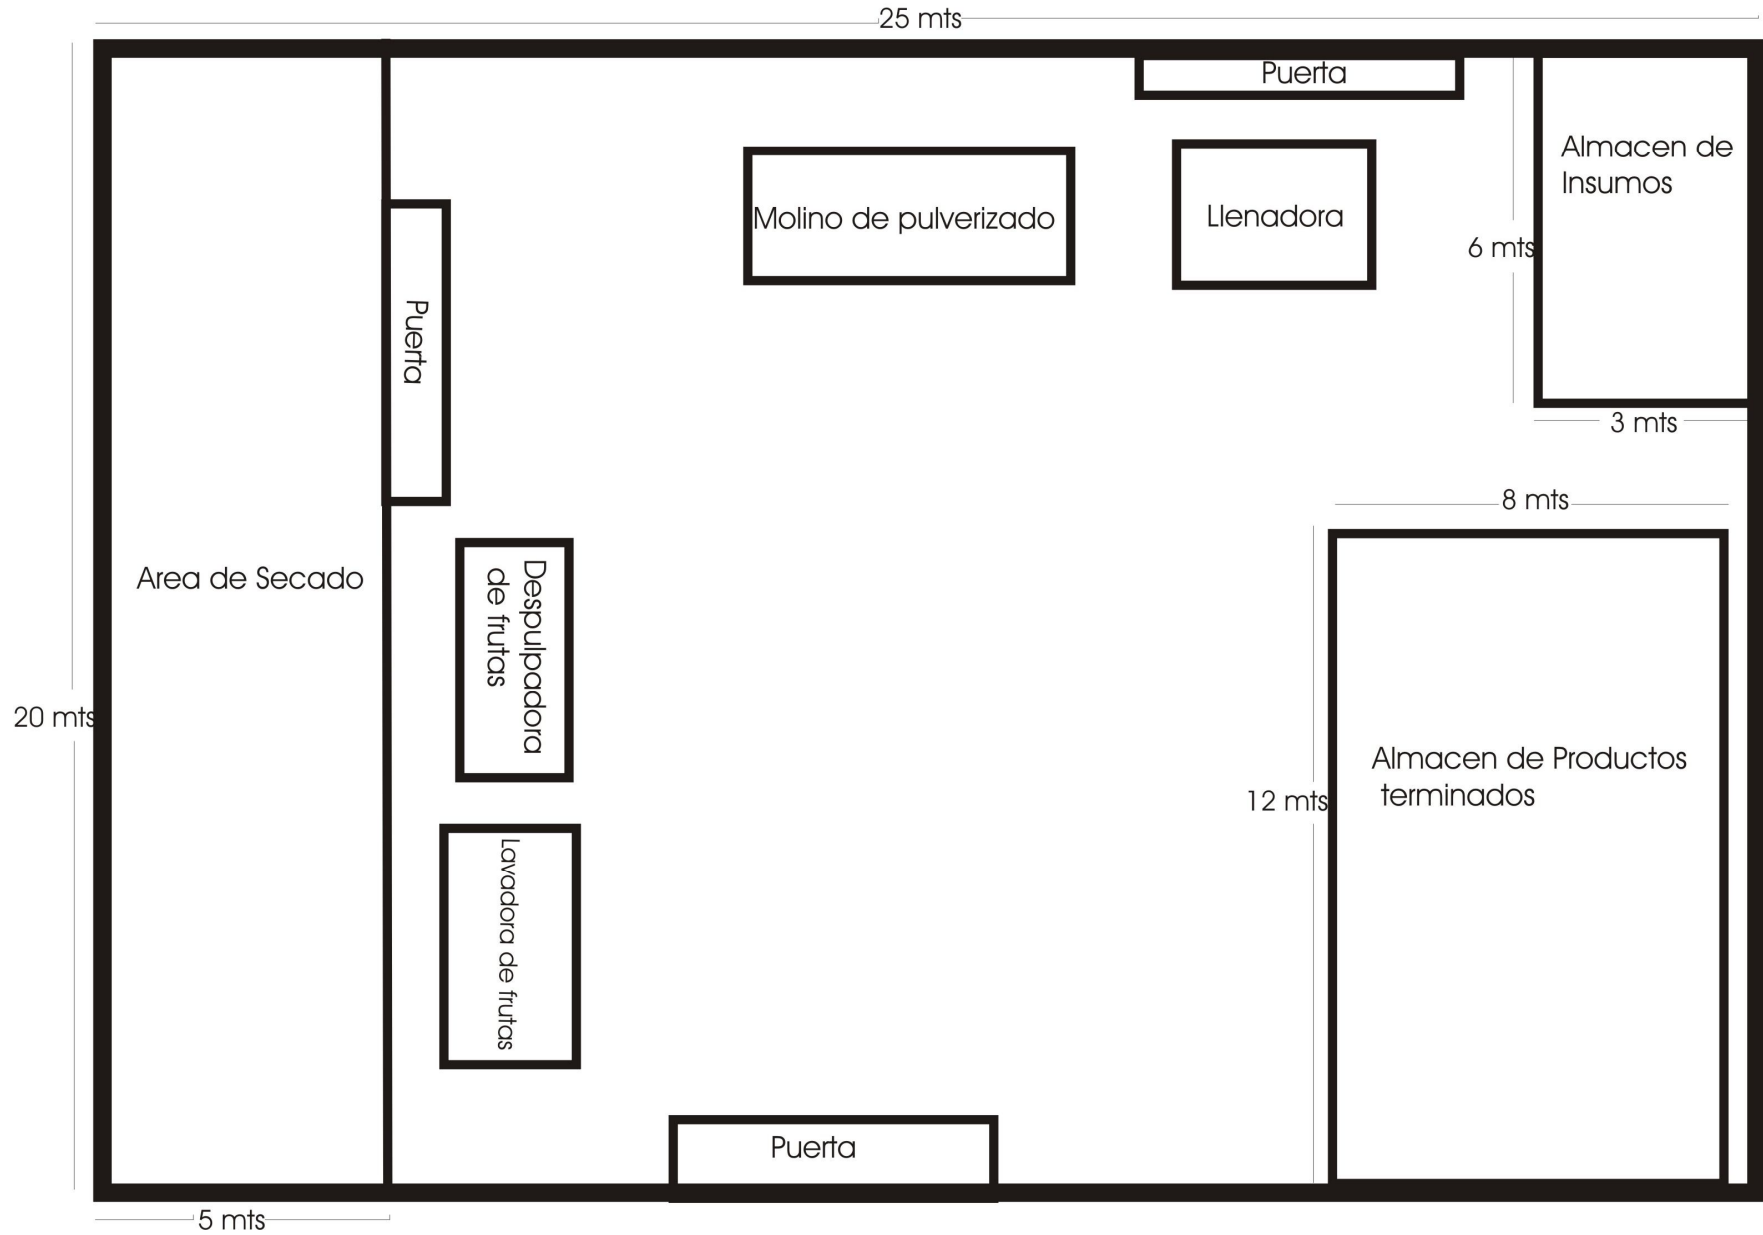 25 mts
Puerta
Almacen de
Insumos
Molino de pulverizado
Llenadora
6 mts
Puerta
3 mts
8 mts
Area de Secado
Despulpadora
de frutas
20 mts
Almacen de Productos
terminados
12 mts
Lavadora de frutas
Puerta
5 mts